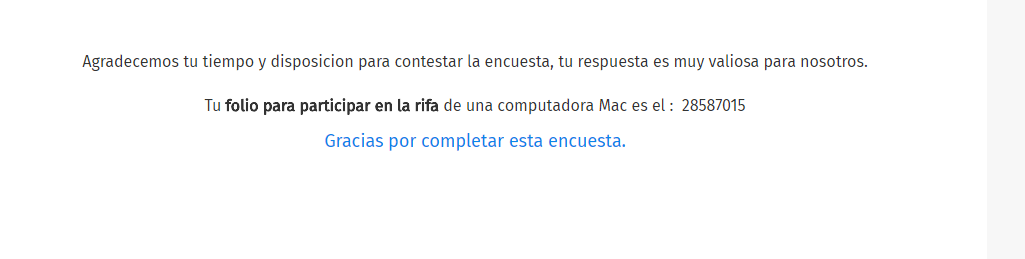 Agradecemos tu tiempo y disposicion para contestar la encuesta, tu respuesta es muy valiosa para nosotros.
Tu folio para participar en la rifa de una computadora Mac es el : 28587015
Gracias por completar esta encuesta.